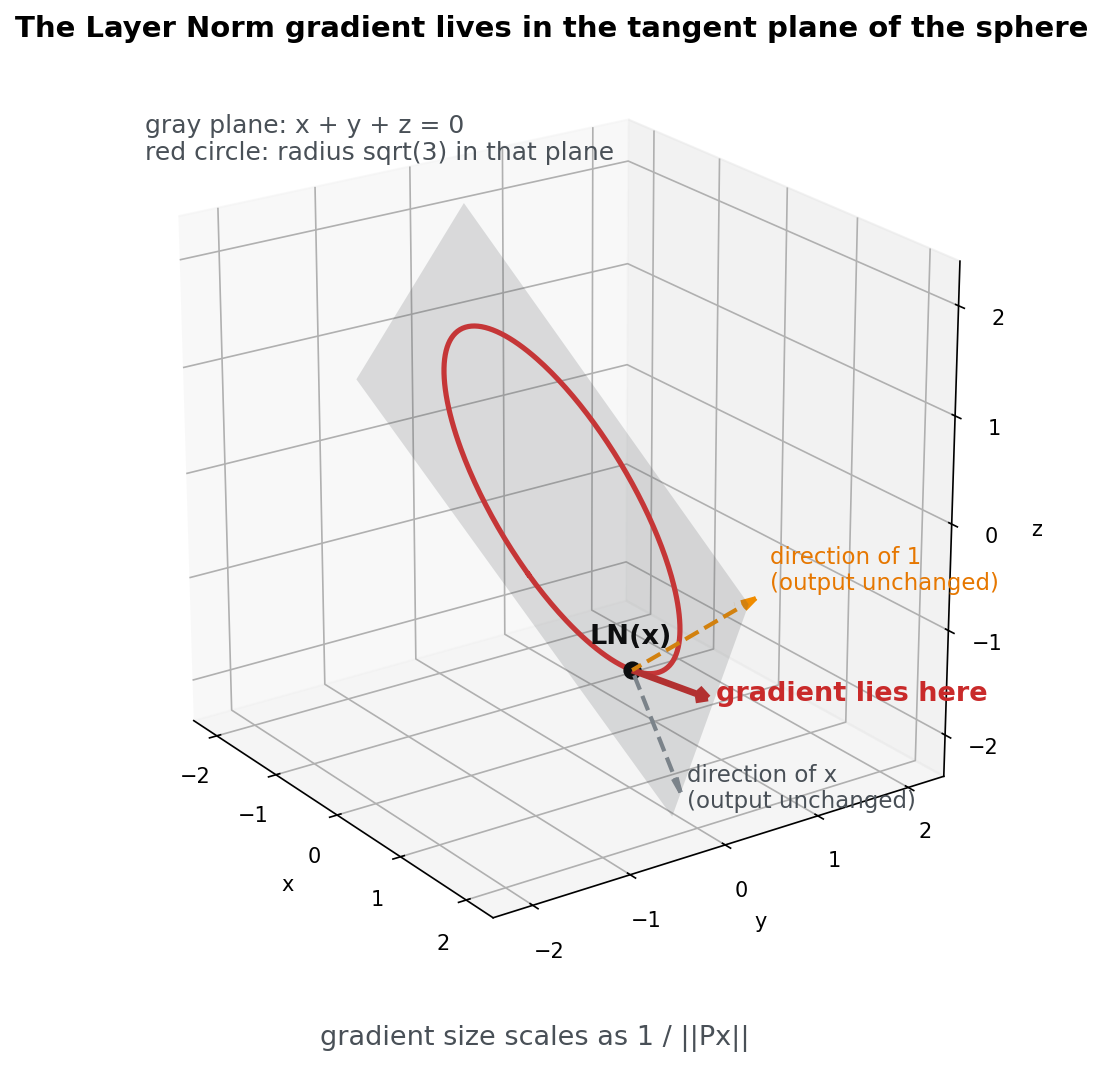 The Layer Norm gradient lives in the tangent plane of the sphere
gray plane: x + y + z = 0
red circle: radius sqrt(3) in that plane
2
1
0
z
−1
−2
direction of 1
(output unchanged)
LN(x)
gradient lies here
direction of x
(output unchanged)
−2
−1
0
1
2
x
−2
−1
0
1
2
y
gradient size scales as 1 / ||Px||